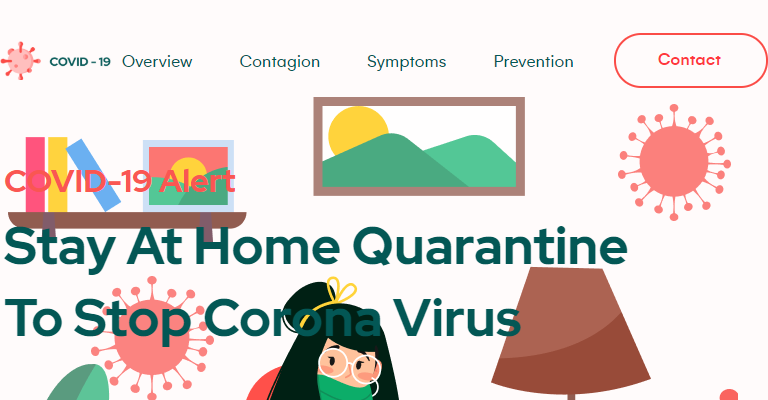 COVID - 19 Overview Contagion Symptoms Prevention Contact
COVID-19 Alert
Stay At Home Quarantine
To Stop Corona Virus